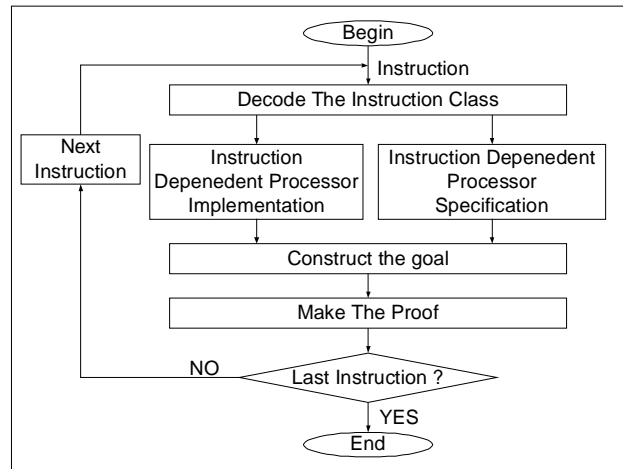 Begin
Instruction
Decode The Instruction Class
Next
Instruction
Instruction
Depenedent Processor
Implementation
Instruction Depenedent
Processor
Specification
Construct the goal
Make The Proof
NO
Last Instruction ?
YES
End